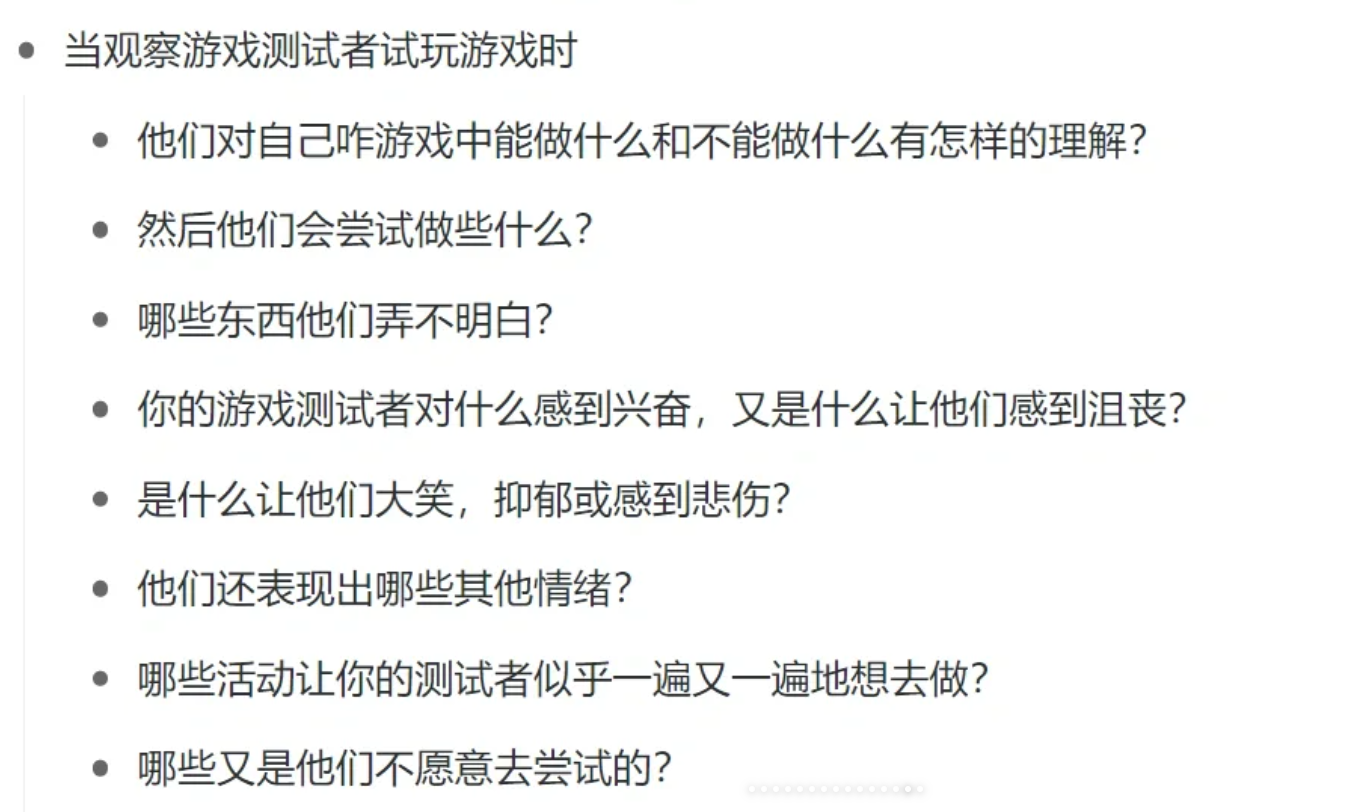 当观察游戏测试者试玩游戏时
他们对自己咋游戏中能做什么和不能做什么有怎样的理解？
然后他们会尝试做些什么？
哪些东西他们弄不明白？
你的游戏测试者对什么感到兴奋，又是什么让他们感到沮丧？
是什么让他们大笑，抑郁或感到悲伤？
他们还表现出哪些其他情绪？
哪些活动让你的测试者似乎一遍又一遍地想去做？
哪些又是他们不愿意去尝试的？